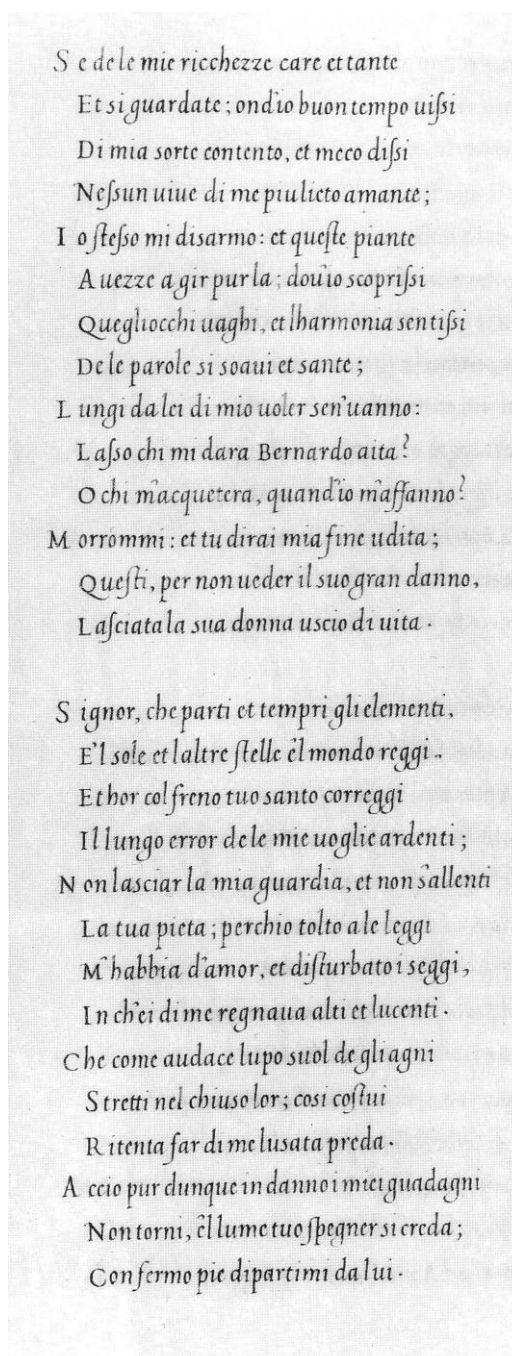 S e de le mie ricchezze care et tante
Et si guardate; ond'io buon tempo uissi
Di mia sorte contento, et meco dissi
Nessun uiue di me piu lieto amante;
I o stesso mi disarmo: et queste piante
A uezze a gir pur la; dou'io scoprissi
Quegliocchi uaghi, et lharmonia sentissi
De le parole si soaui et sante;
L ungi da lei di mio uoler sen'uanno:
Lasso chi mi dara Bernardo aita?
O chi m'acquetera, quand'io m'affanno?
M orrommi: et tu dirai mia fine udita;
Questi, per non ueder il suo gran danno,
Lasciata la sua donna uscio di uita.

S ignor, che parti et tempri gli elementi,
E'l sole et l'altre stelle e'l mondo reggi..
Et hor col freno tuo santo correggi
Il lungo error de le mie uoglie ardenti;
N on lasciar la mia guardia, et non s'allenti
La tua pieta; perch'io tolto a le leggi
M'habbia d'amor, et disturbato i seggi,
In ch'ei di me regnaua alti et lucenti.
Che come audace lupo suol de gli agni
Stretti nel chiuso lor; cosi costui
Ritenta far di me l'usata preda.
A ccio pur dunque in danno i miei guadagni
Non torni, e'l lume tuo spegner si creda;
Con fermo pie dipartimi da lui.